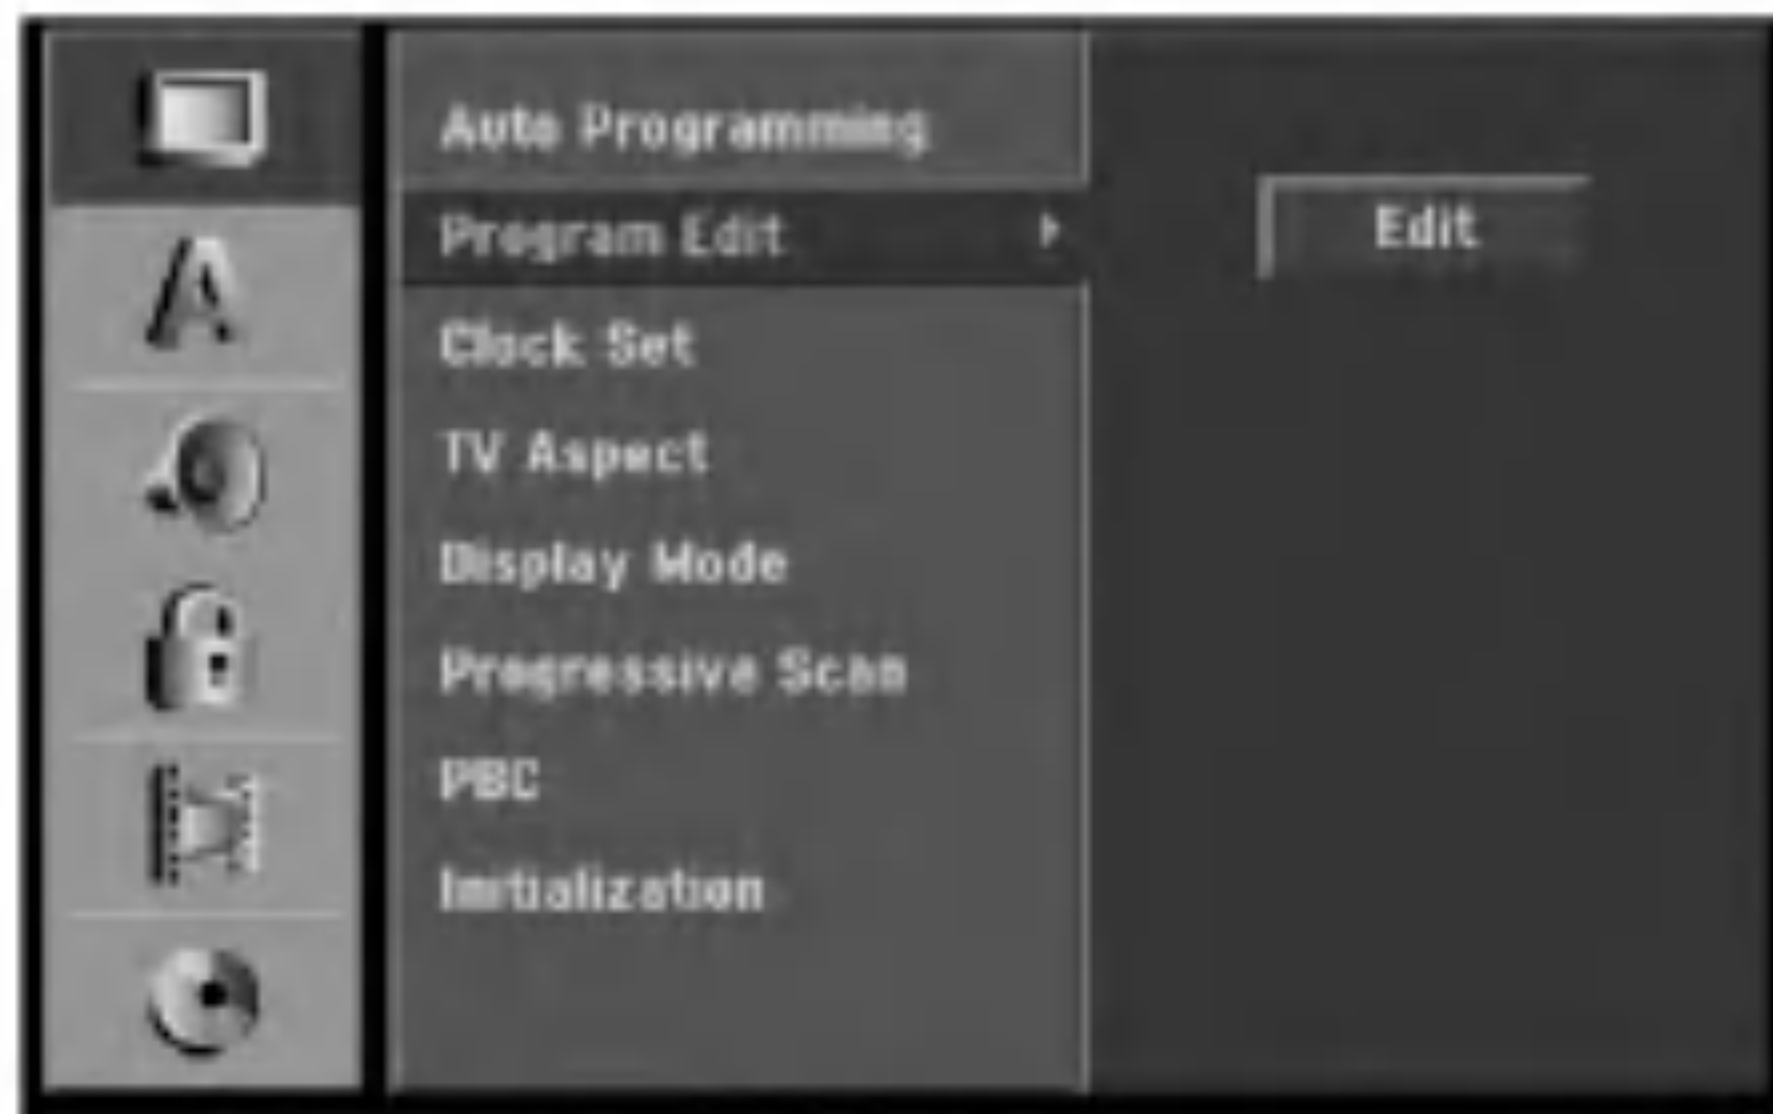 Auto Programming
Program Edit
Edit
Clock Set
TV Aspect
Display Mode
Progressive Scan
PBC
Initialization